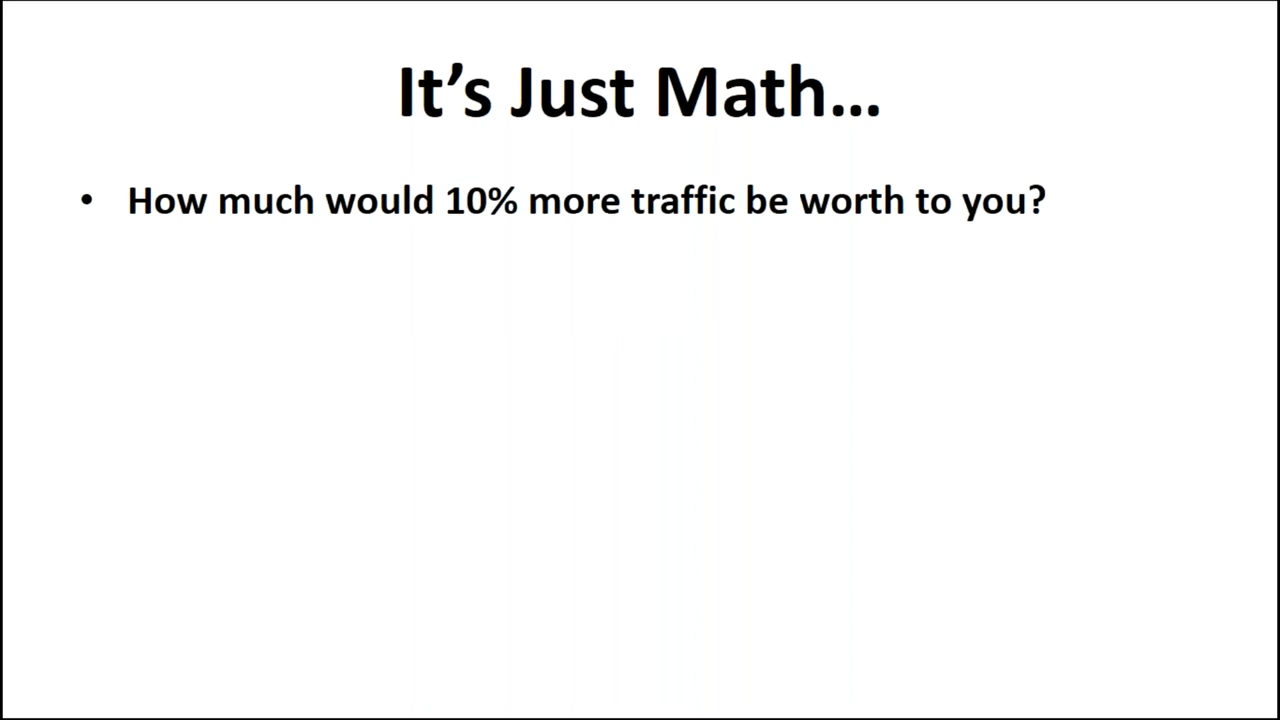 It’s Just Math…
• How much would 10% more traffic be worth to you?